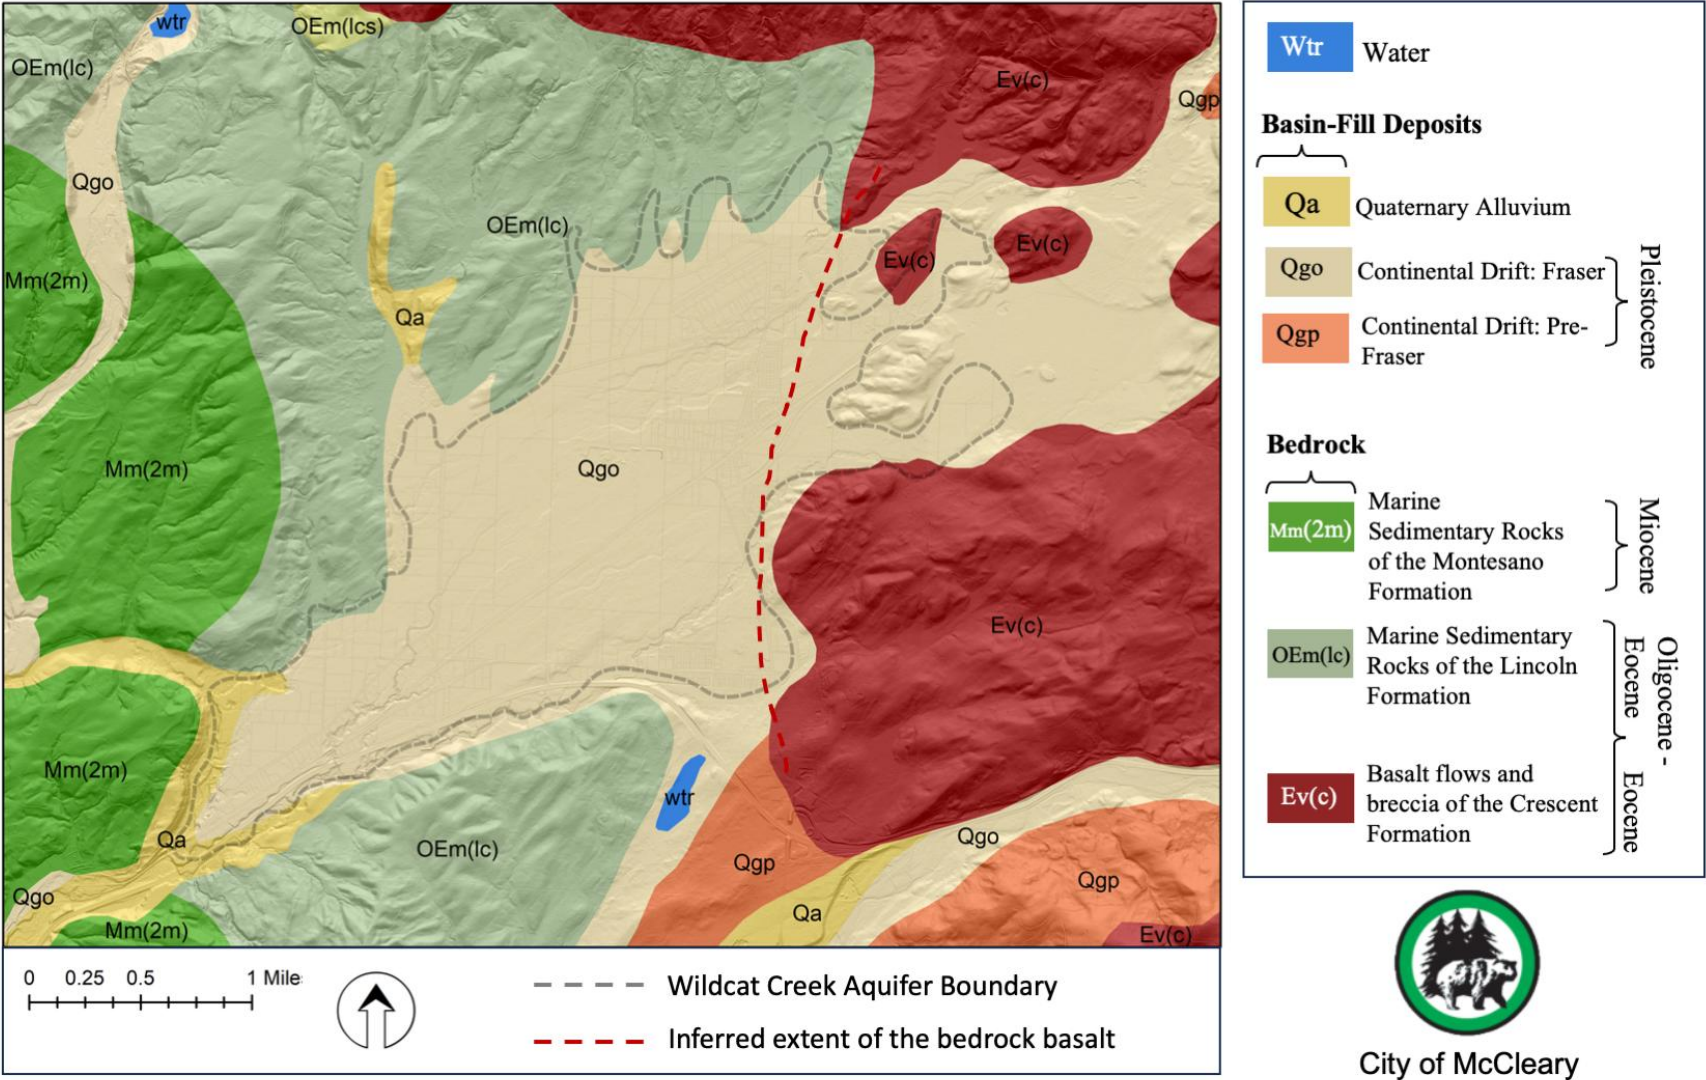 wtr
OEm(lcs)
OEm(lc)
Ev(c)
Qgp
Qgo
OEm(lc)
Ev(c)
Ev(c)
Mm(2m)
Qa
Mm(2m)
Qgo
Ev(c)
Mm(2m)
wtr
Qa
OEm(lc)
Qgo
Qgp
Qgp
Qgo
Qa
Mm(2m)
Ev(c)
0 0.25 0.5 1 Mile
Wildcat Creek Aquifer Boundary
Inferred extent of the bedrock basalt
Wtr Water
Basin-Fill Deposits
Qa Quaternary Alluvium
Qgo Continental Drift: Fraser
Qgp Continental Drift: Pre-
Fraser
Pleistocene
Bedrock
Marine
Mm(2m) Sedimentary Rocks
of the Montesano
Formation
Miocene
Marine Sedimentary
OEm(lc) Rocks of the Lincoln
Formation
Oligocene -
Eocene
Basalt flows and
Ev(c) breccia of the Crescent
Formation
Eocene
City of McCleary